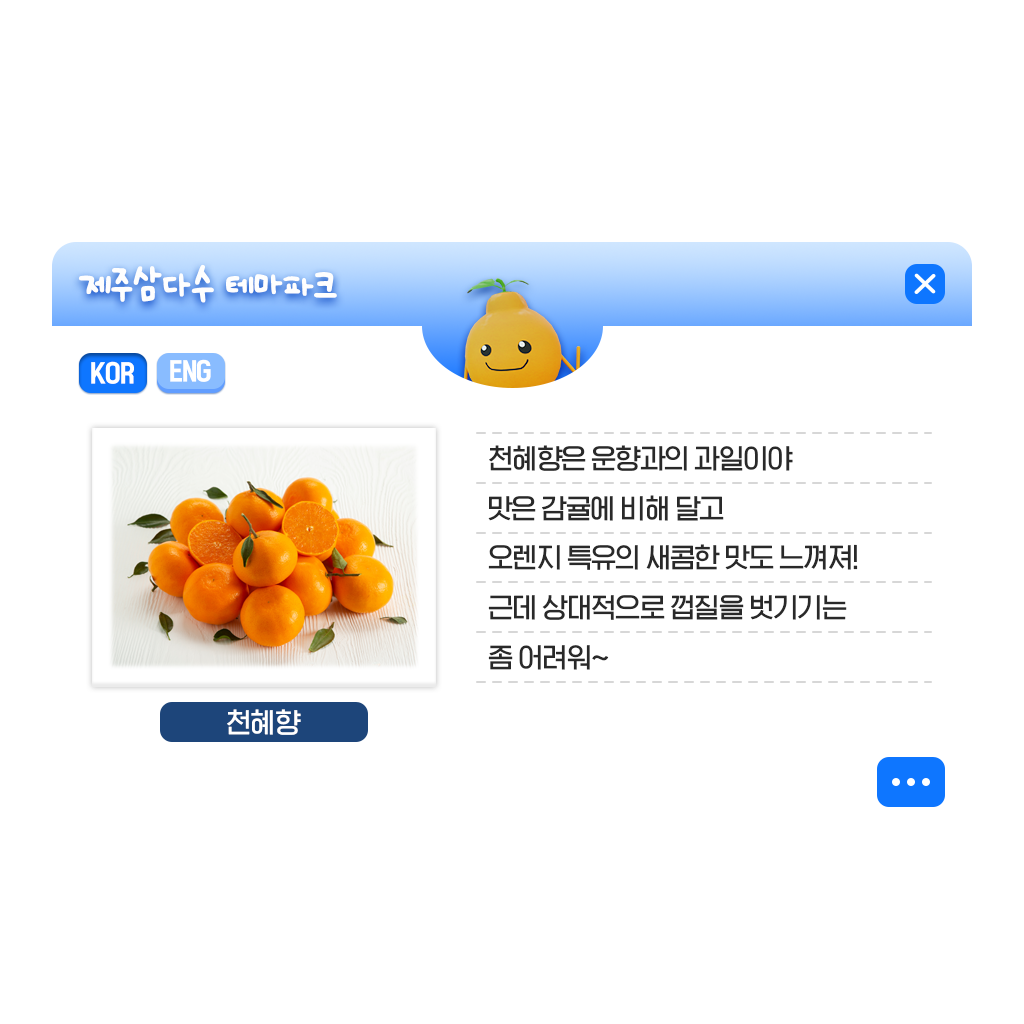 제주삼다수 테마파크
KOR ENG
천혜향은 운향과의 과일이야
맛은 감귤에 비해 달고
오렌지 특유의 새콤한 맛도 느껴져!
근데 상대적으로 껍질을 벗기기는
좀 어려워~
천혜향